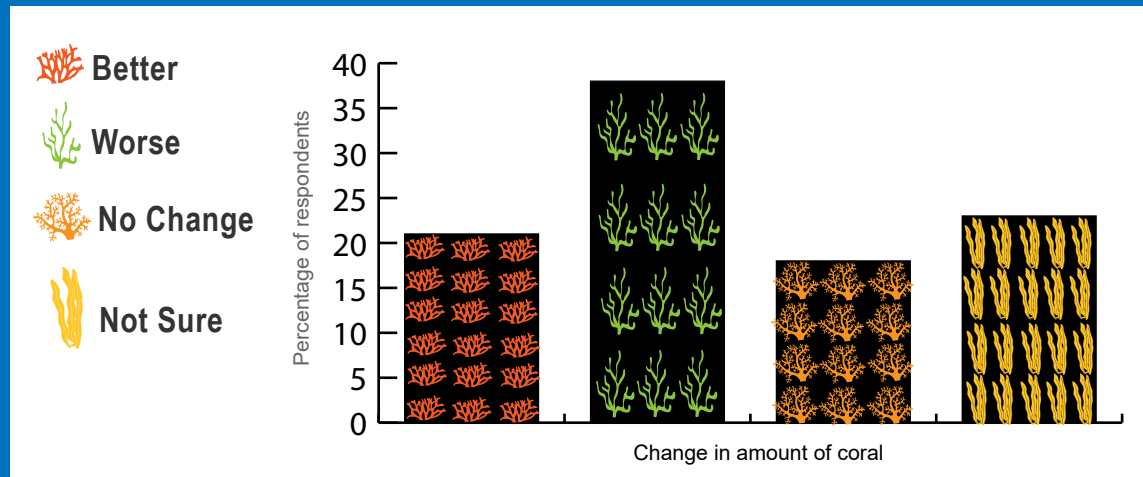 Better
Worse
No Change
Not Sure
Percentage of respondents
40
35
30
25
20
15
10
5
0
Change in amount of coral